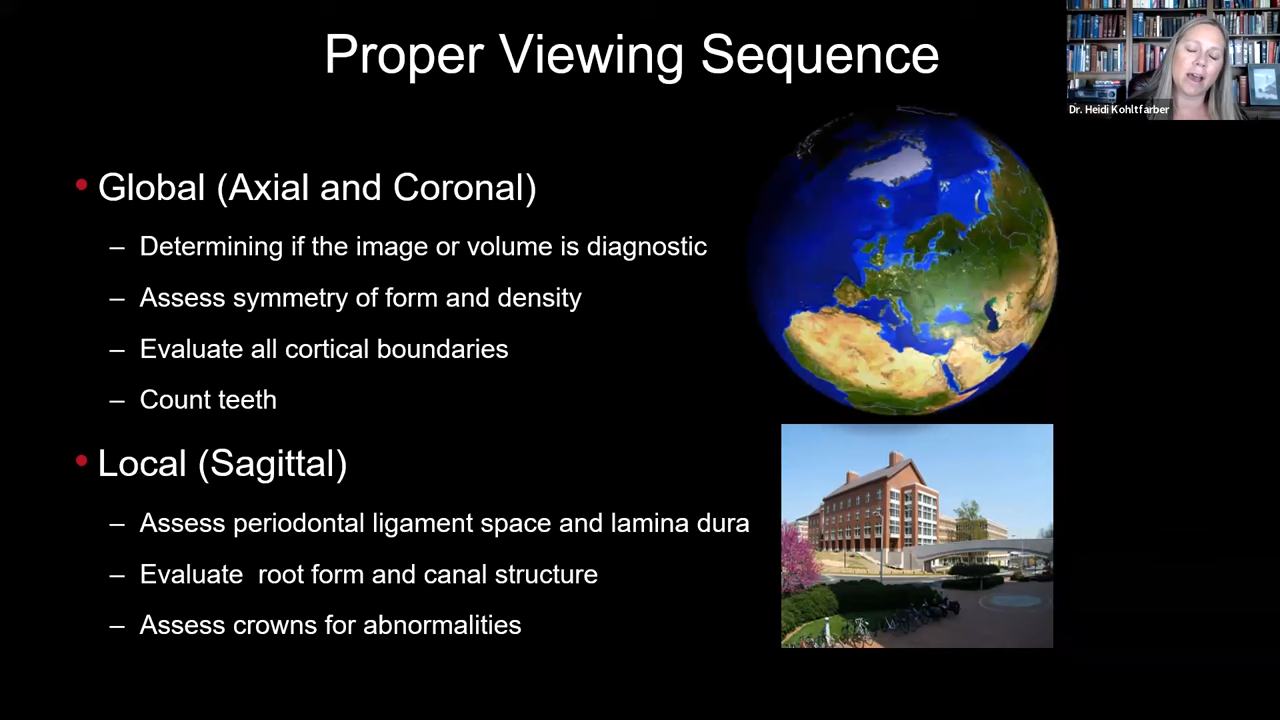 Proper Viewing Sequence
Dr. Heidi Kohltfarber
• Global (Axial and Coronal)
– Determining if the image or volume is diagnostic
– Assess symmetry of form and density
– Evaluate all cortical boundaries
– Count teeth
• Local (Sagittal)
– Assess periodontal ligament space and lamina dura
– Evaluate  root form and canal structure
– Assess crowns for abnormalities